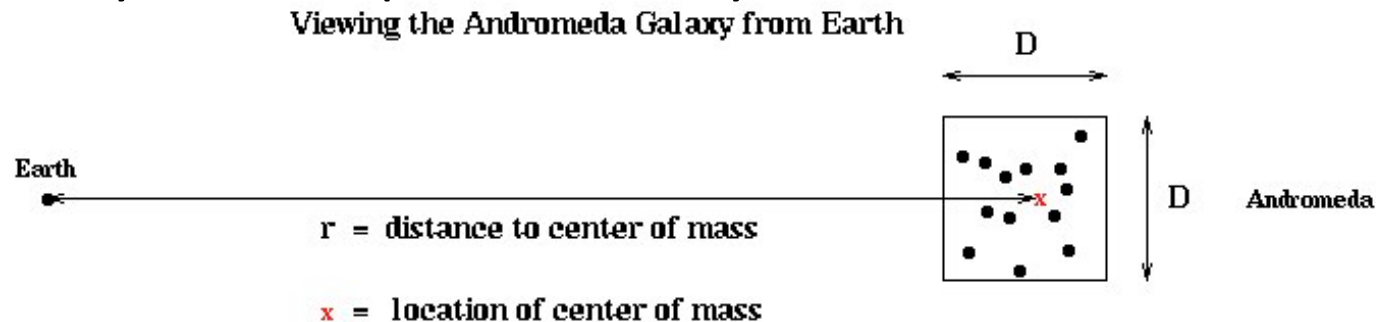 Viewing the Andromeda Galaxy from Earth
D
Earth
x
D
Andromeda
r = distance to center of mass
x = location of center of mass